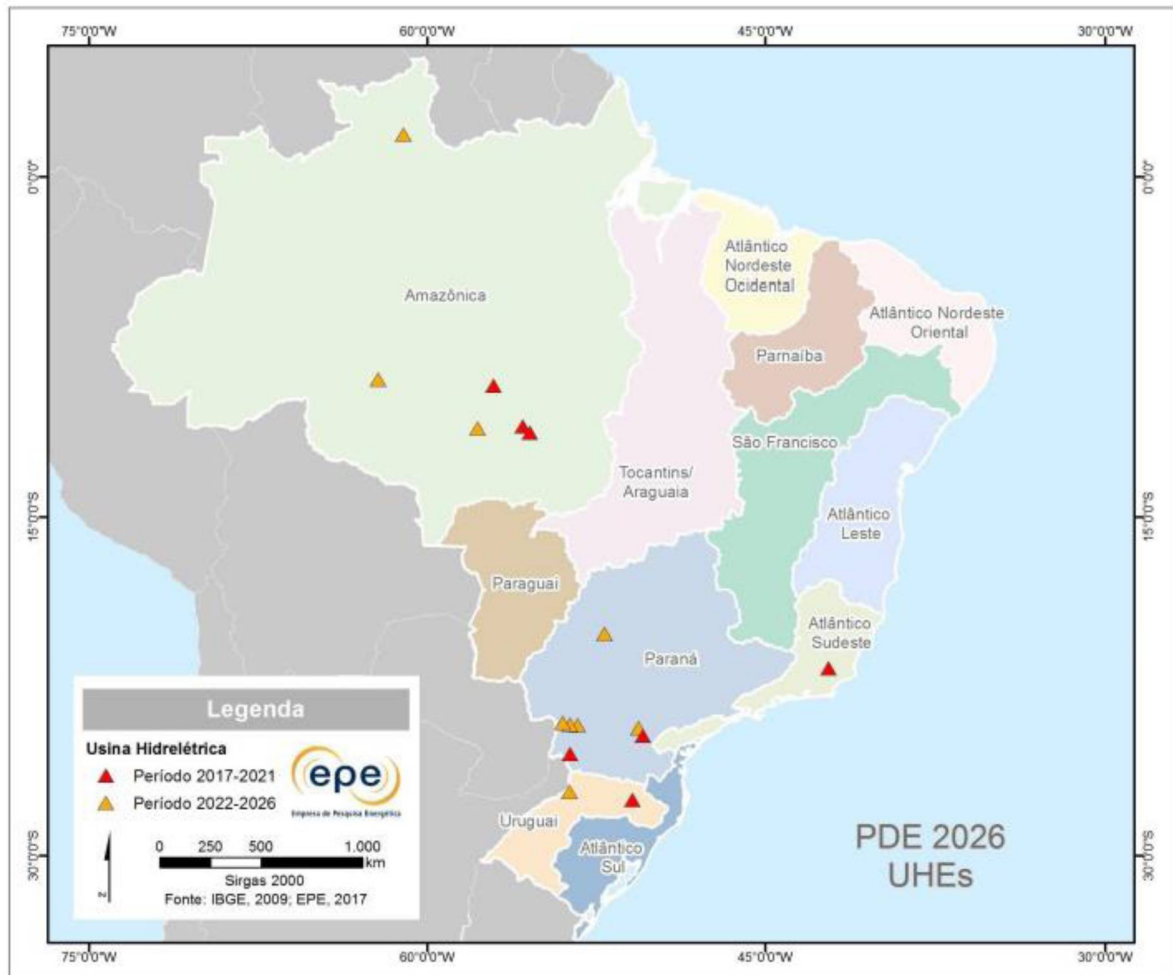 75°0'0"W 60°0'0"W 45°0'0"W 30°0'0"W
0°0'0"
0°0'0"
15°0'0"S
15°0'0"S
30°0'0"S
30°0'0"S
Amazônica
Atlântico
Nordeste
Ocidental
Atlântico Nordeste
Oriental
Parnaíba
São Francisco
Tocantins/
Araguaia
Atlântico
Leste
Paraguai
Atlântico
Sudeste
Paraná
Uruguai
Atlântico
Sul
Legenda
Usina Hidrelétrica
Período 2017-2021
Período 2022-2026
epe
Empresa de Pesquisa Energética
N
0 250 500 1.000
km
Sirgas 2000
Fonte: IBGE, 2009; EPE, 2017
PDE 2026
UHEs
75°0'0"W 60°0'0"W 45°0'0"W 30°0'0"W